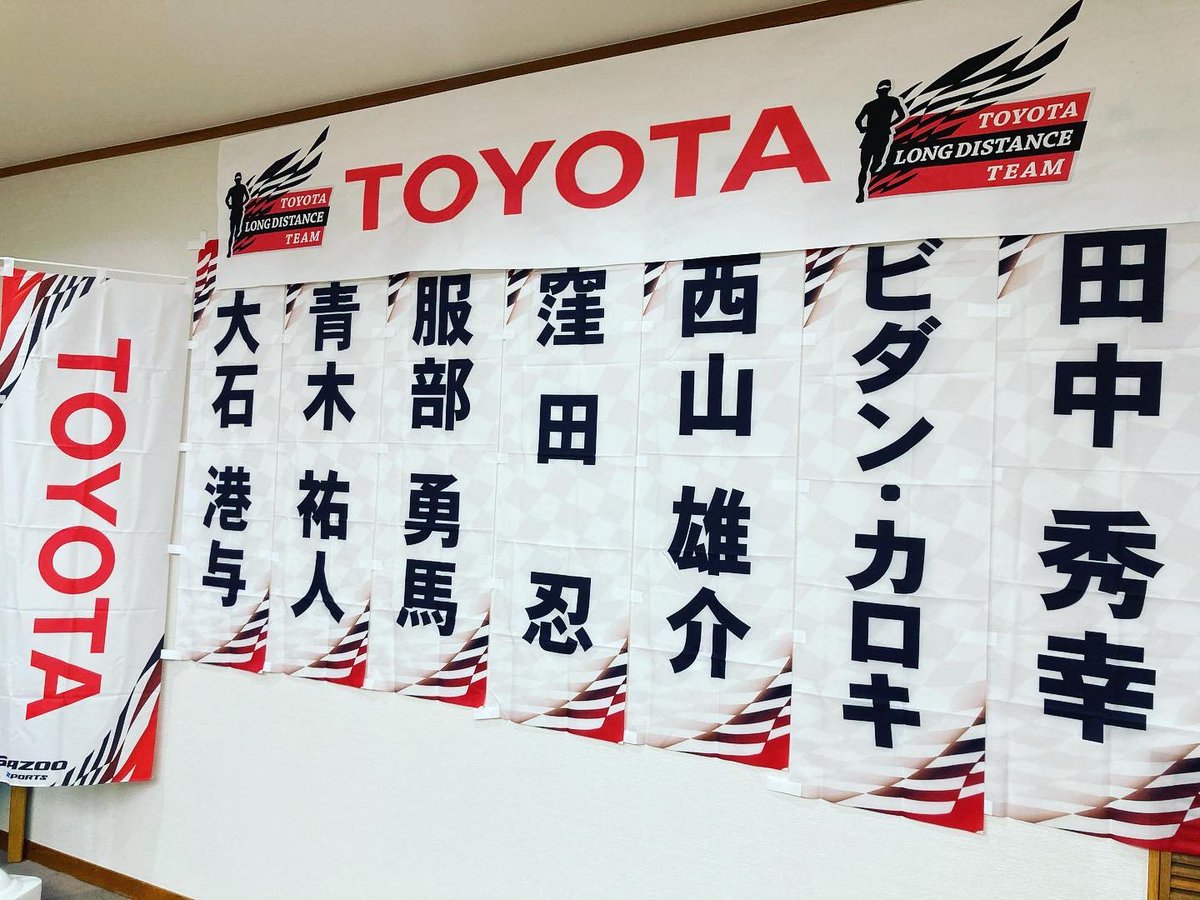 TOYOTA
LONG DISTANCE
TEAM
TOYOTA
TOYOTA
LONG DISTANCE
TEAM
田中 秀幸
ビダン・カロキ
西山 雄介
窪田 忍
服部 勇馬
青木 祐人
大石 港与
TOYOTA
GAZOO
SPORTS